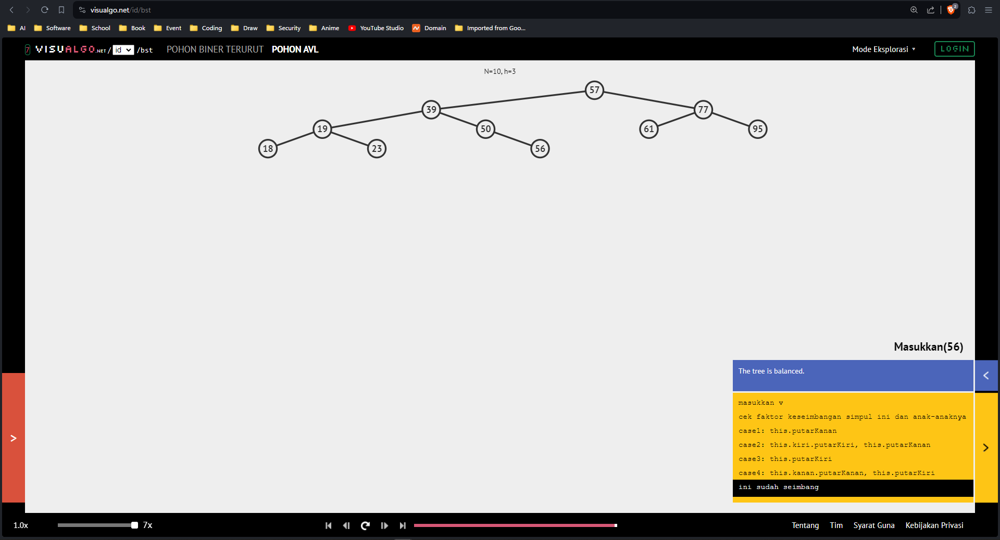 visualgo.net/id/bst
2
AI Software School Book Event Coding Draw Security Anime YouTube Studio Domain Imported from Goo...
7 VISUALGO.NET / id /bst POHON BINER TERURUT POHON AVL Mode Eksplorasi LOGIN
N=10, h=3
57
39 77
19 50 61 95
18 23 56
Masukkan(56)
The tree is balanced.
masukkan v
cek faktor keseimbangan simpul ini dan anak-anaknya
case1: this.putarKanan
case2: this.kiri.putarKiri, this.putarKanan
case3: this.putarKiri
case4: this.kanan.putarKanan, this.putarKiri
ini sudah seimbang
1.0x 7x Tentang Tim Syarat Guna Kebijakan Privasi